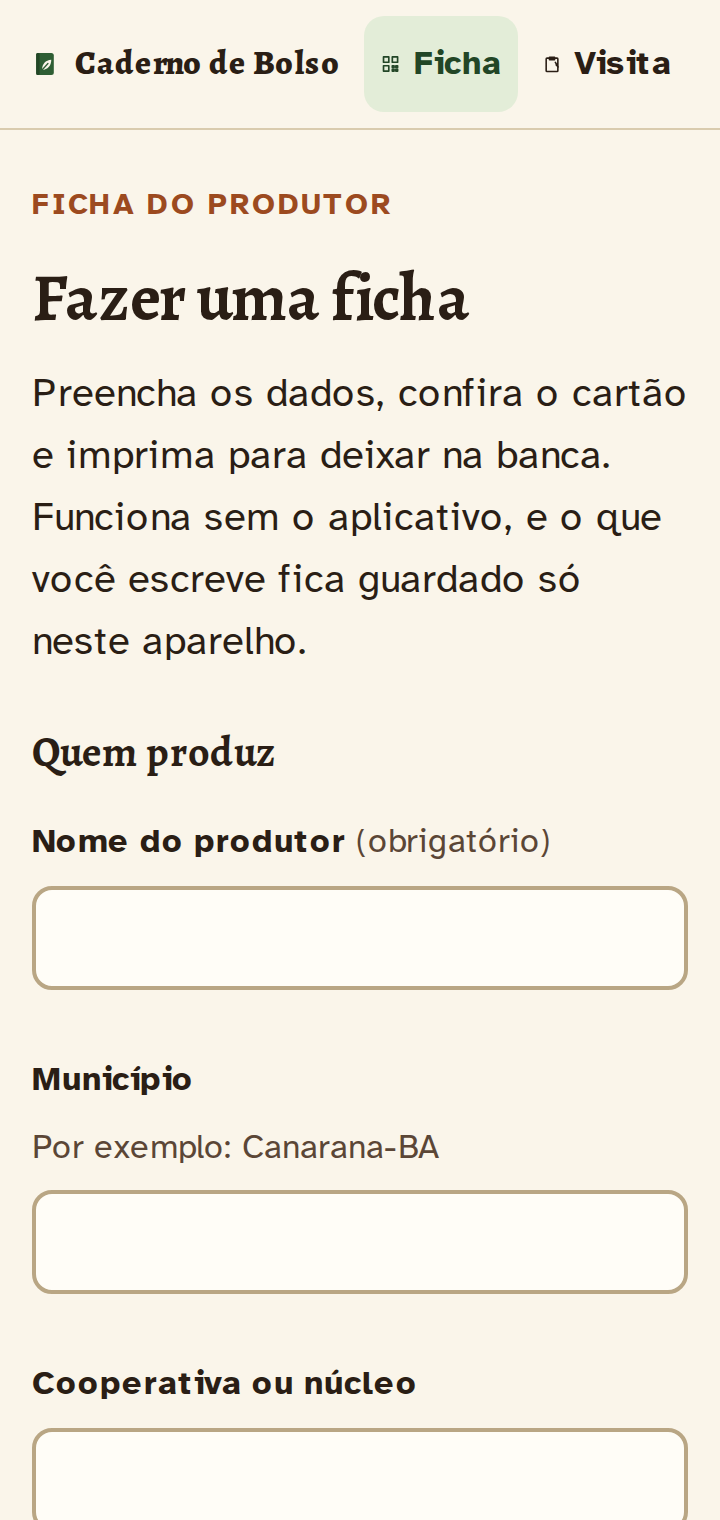 Caderno de Bolso Ficha Visita
FICHA DO PRODUTOR
Fazer uma ficha
Preencha os dados, confira o cartão
e imprima para deixar na banca.
Funciona sem o aplicativo, e o que
você escreve fica guardado só
neste aparelho.
Quem produz
Nome do produtor (obrigatório)
Município
Por exemplo: Canarana-BA
Cooperativa ou núcleo